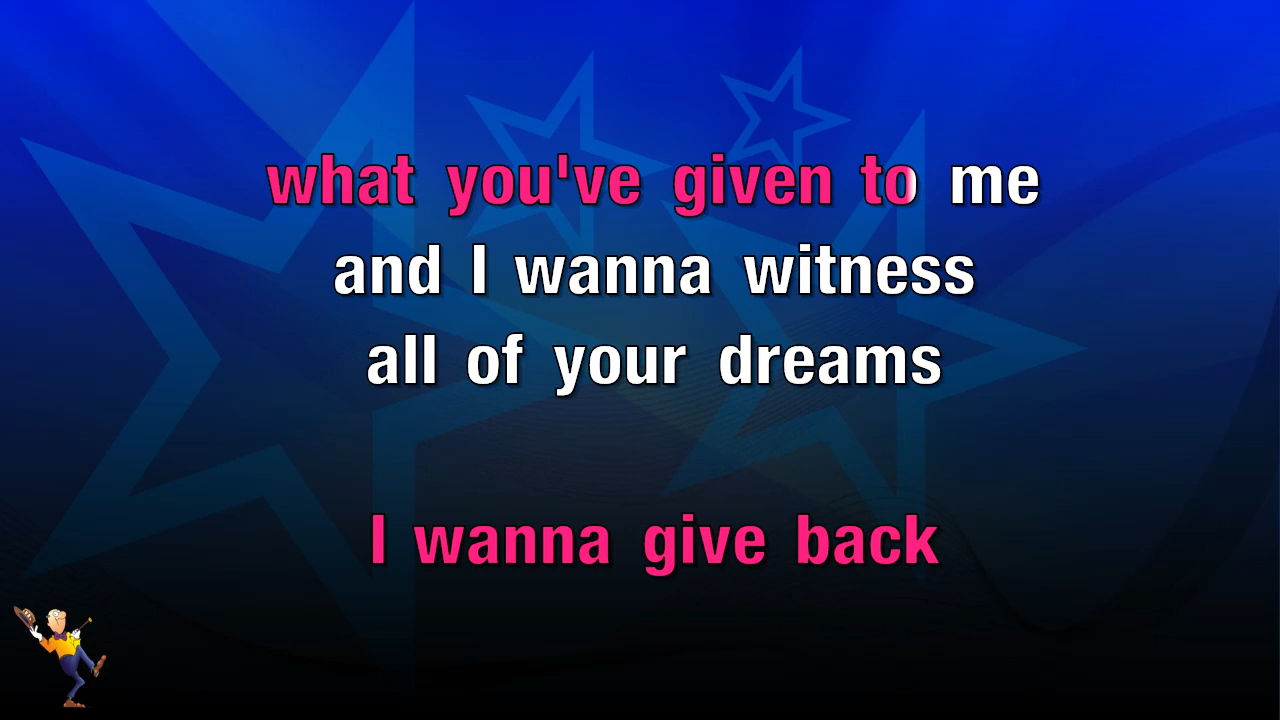 what you've given to me
and I wanna witness
all of your dreams
I wanna give back